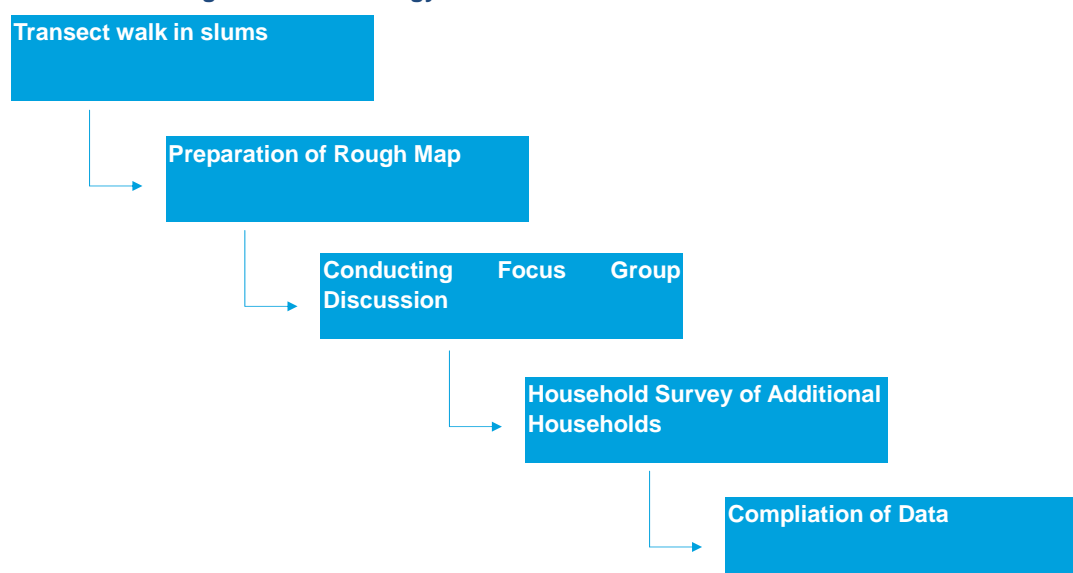 Transect walk in slums
Preparation of Rough Map
Conducting Focus Group
Discussion
Household Survey of Additional
Households
Compliation of Data